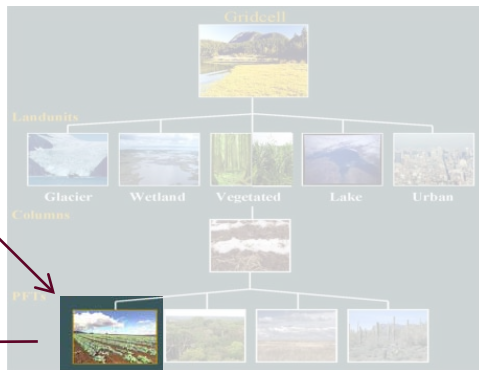 Gridcell
Landunits
Glacier Wetland Vegetated Lake Urban
Columns
PFTs